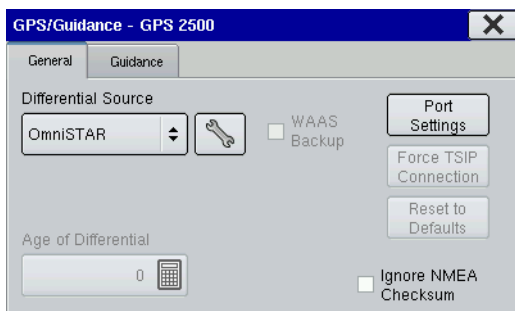 GPS/Guidance - GPS 2500
General
Guidance
Differential Source
OmniSTAR
WAAS
Backup
Port
Settings
Force TSIP
Connection
Reset to
Defaults
Age of Differential
0
Ignore NMEA
Checksum